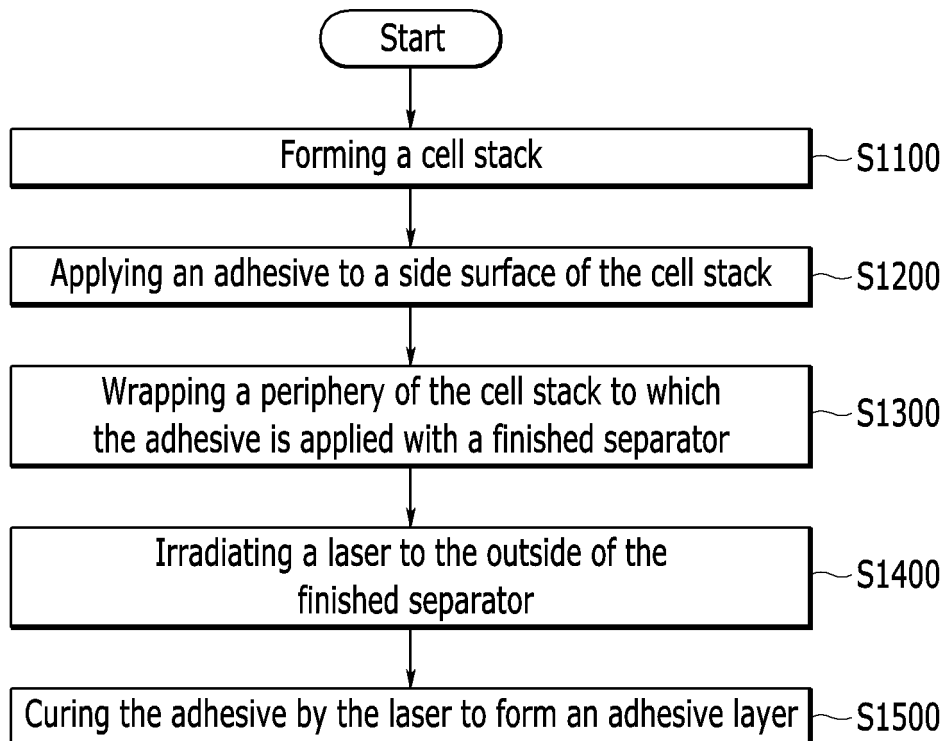 Start
Forming a cell stack
S1100
Applying an adhesive to a side surface of the cell stack
S1200
Wrapping a periphery of the cell stack to which
the adhesive is applied with a finished separator
S1300
Irradiating a laser to the outside of the
finished separator
S1400
Curing the adhesive by the laser to form an adhesive layer
S1500